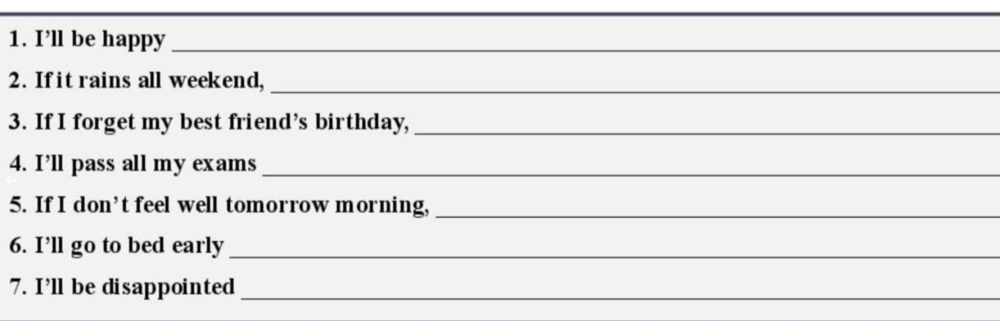 1. I’ll be happy ______
2. If it rains all weekend, ______
3. If I forget my best friend’s birthday, ______
4. I’ll pass all my exams ______
5. If I don’t feel well tomorrow morning, ______
6. I’ll go to bed early ______
7. I’ll be disappointed ______